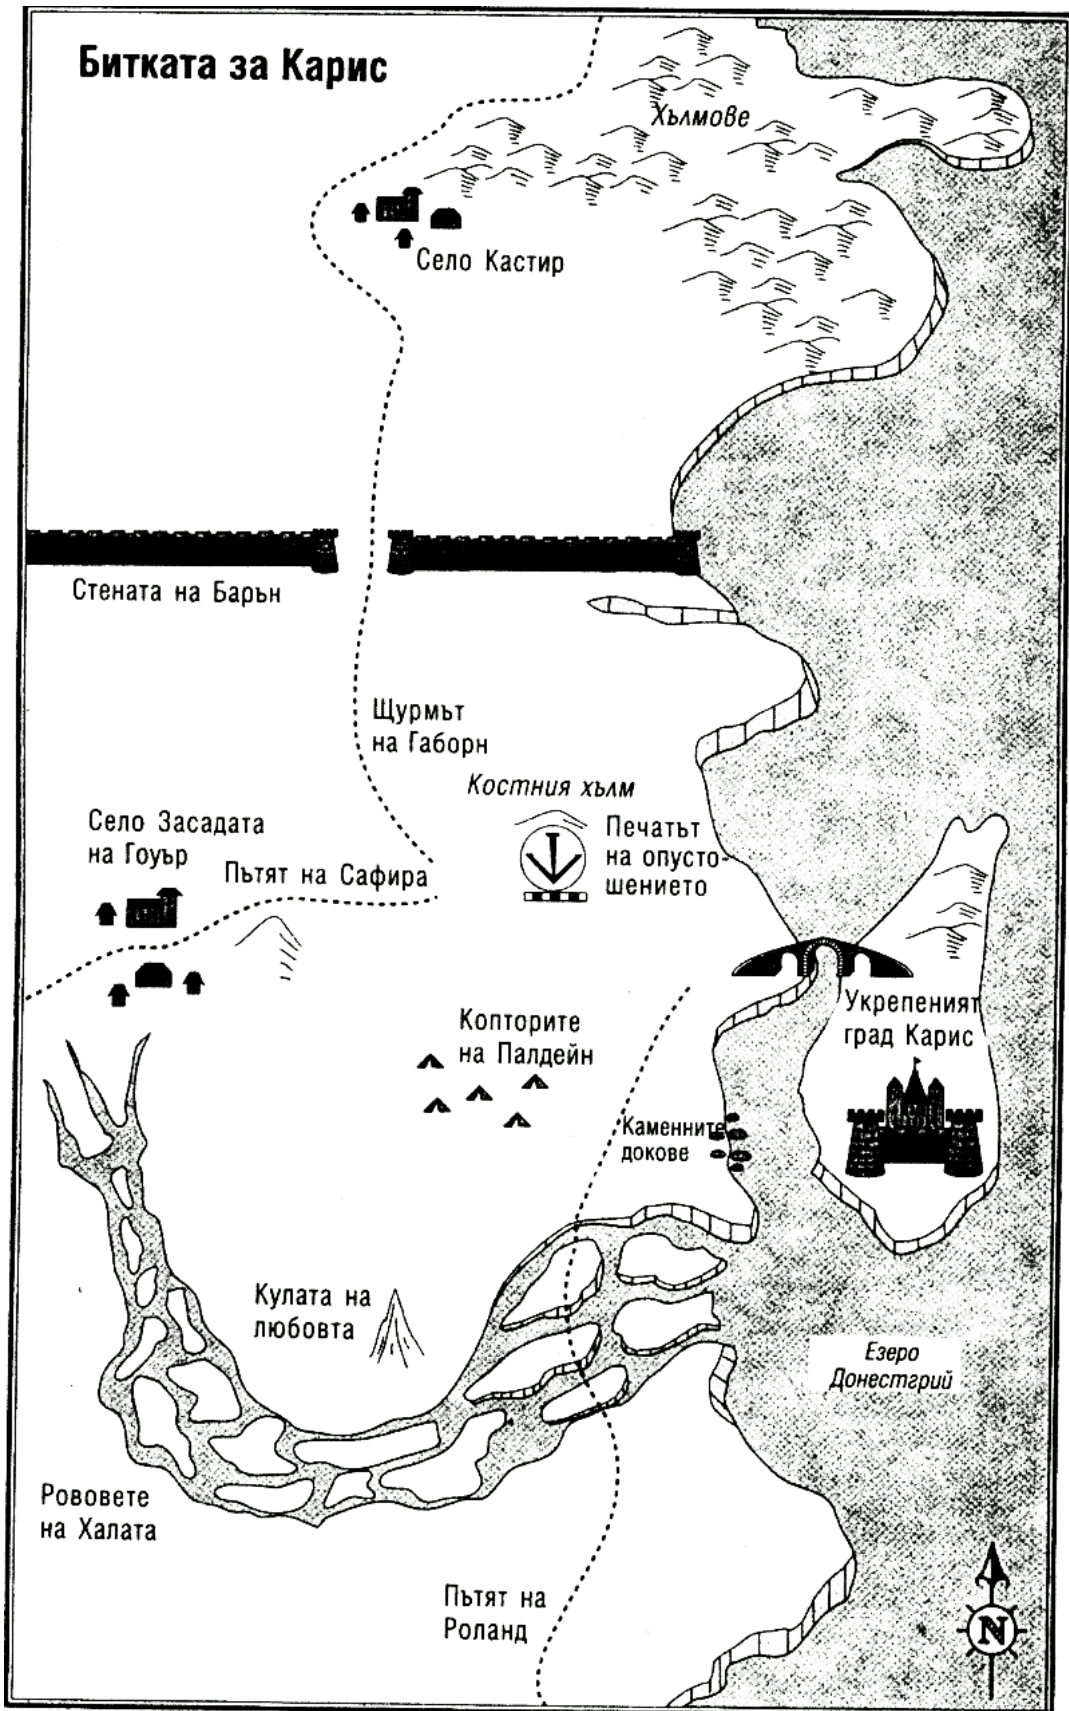 Битката за Карис
Хълмове
Село Кастир
Стената на Барън
Щурмът
на Габорн
Костния хълм
Село Засадата
на Гоуър
Печатът
на опусто-
шението
Пътят на Сафира
Укрепеният
град Карис
Копторите
на Палдейн
Каменните
докове
Кулата на
любовта
Езеро
Донестгрий
Рововете
на Халата
Пътят на
Роланд
N